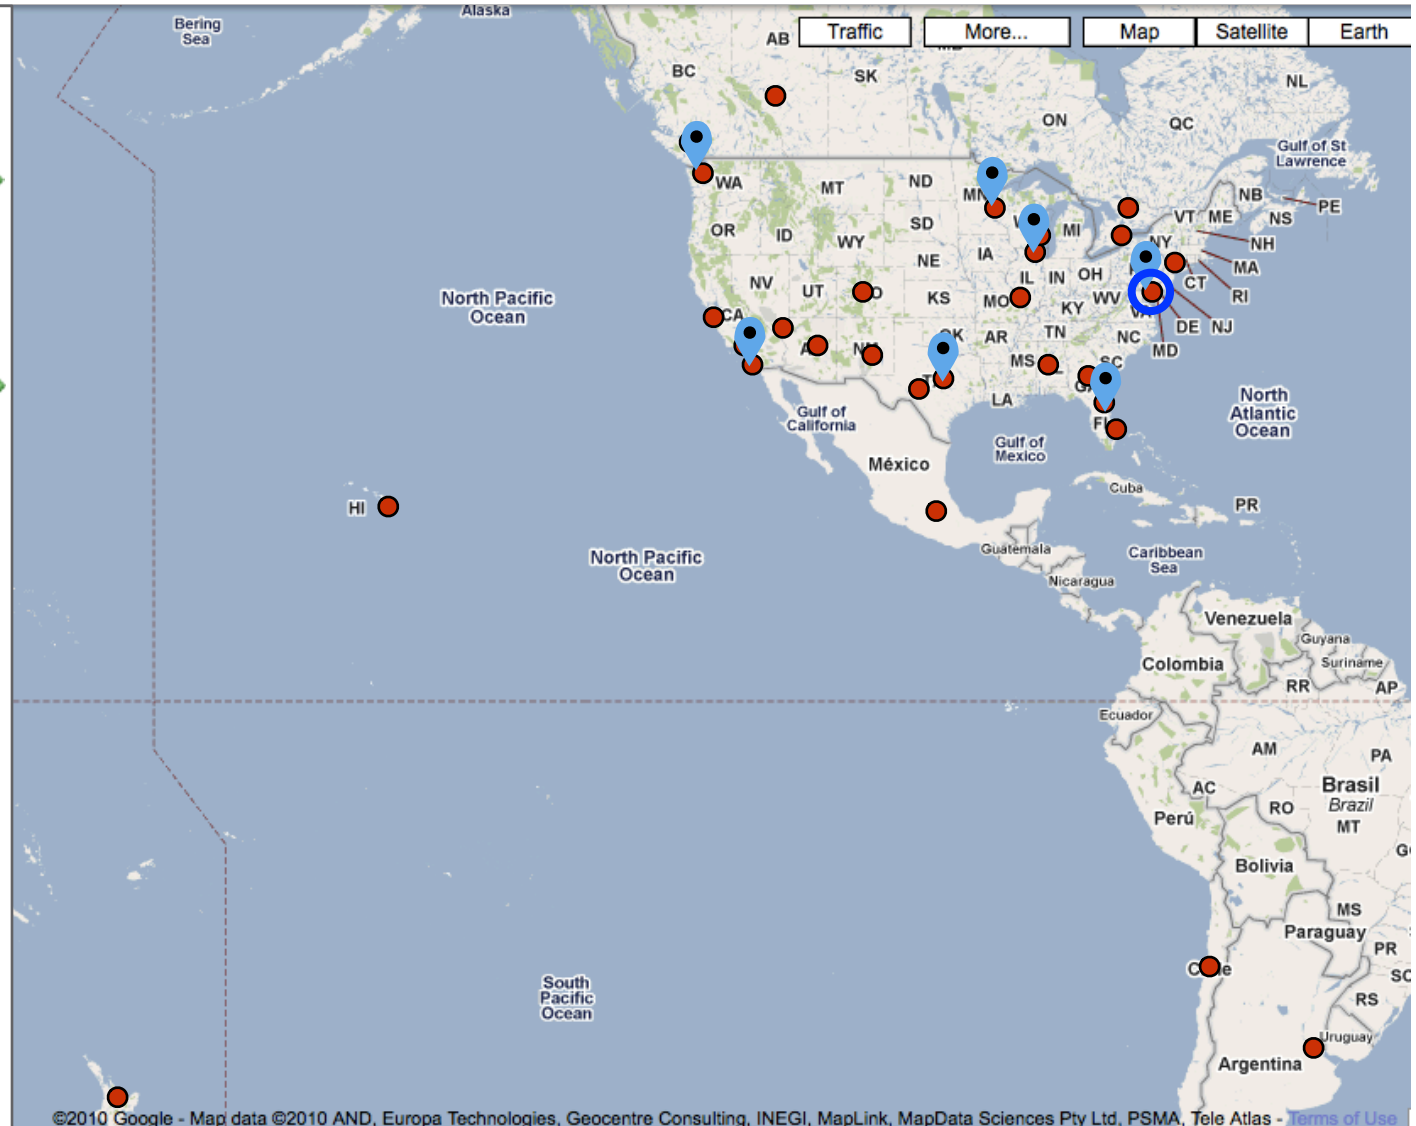 Alaska
Bering
Sea
AB
Traffic
More...
Map
Satellite
Earth
BC
SK
NL
ON
QC
Gulf of St
Lawrence
WA
MT
ND
MN
NB
PE
VT
ME
NS
OR
ID
SD
MI
NH
WY
IA
NY
MA
NE
OH
CT
NV
UT
IL
IN
RI
North Pacific
Ocean
KS
MO
WV
KY
VA
DE
NJ
CA
OK
AR
TN
NC
MD
MS
SC
LA
North
Atlantic
Ocean
Gulf of
California
FL
Gulf of
Mexico
México
Cuba
PR
HI
Guatemala
Caribbean
Sea
North Pacific
Ocean
Nicaragua
Venezuela
Guyana
Colombia
Suriname
RR
AP
Ecuador
AM
PA
AC
Brasil
Brazil
RO
Perú
MT
Bolivia
MS
Paraguay
PR
SC
South
Pacific
Ocean
RS
Uruguay
Argentina
©2010 Google - Map data ©2010 AND, Europa Technologies, Geocentre Consulting, INEGI, MapLink, MapData Sciences Pty Ltd, PSMA, Tele Atlas - Terms of Use